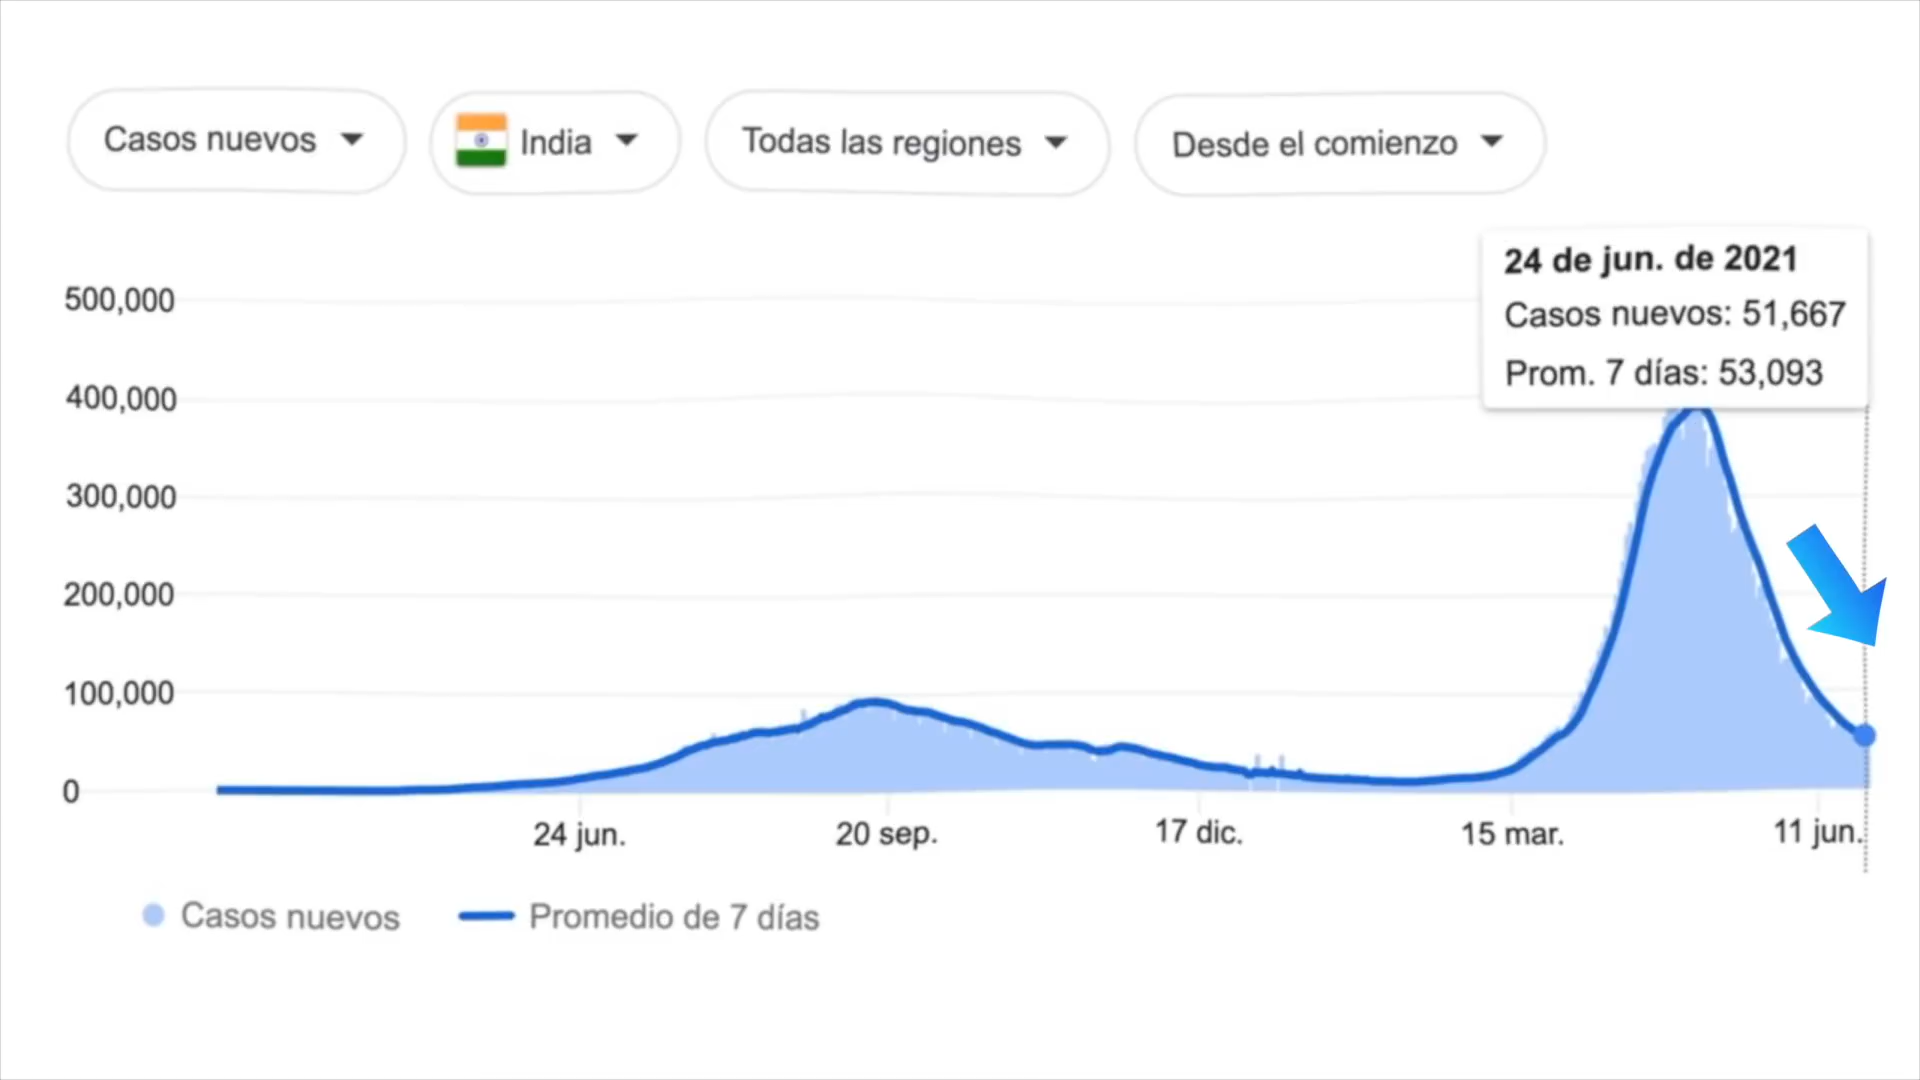 Casos nuevos
India
Todas las regiones
Desde el comienzo
24 de jun. de 2021
Casos nuevos: 51,667
Prom. 7 días: 53,093
500,000
400,000
300,000
200,000
100,000
0
24 jun.
20 sep.
17 dic.
15 mar.
11 jun.
Casos nuevos
Promedio de 7 días